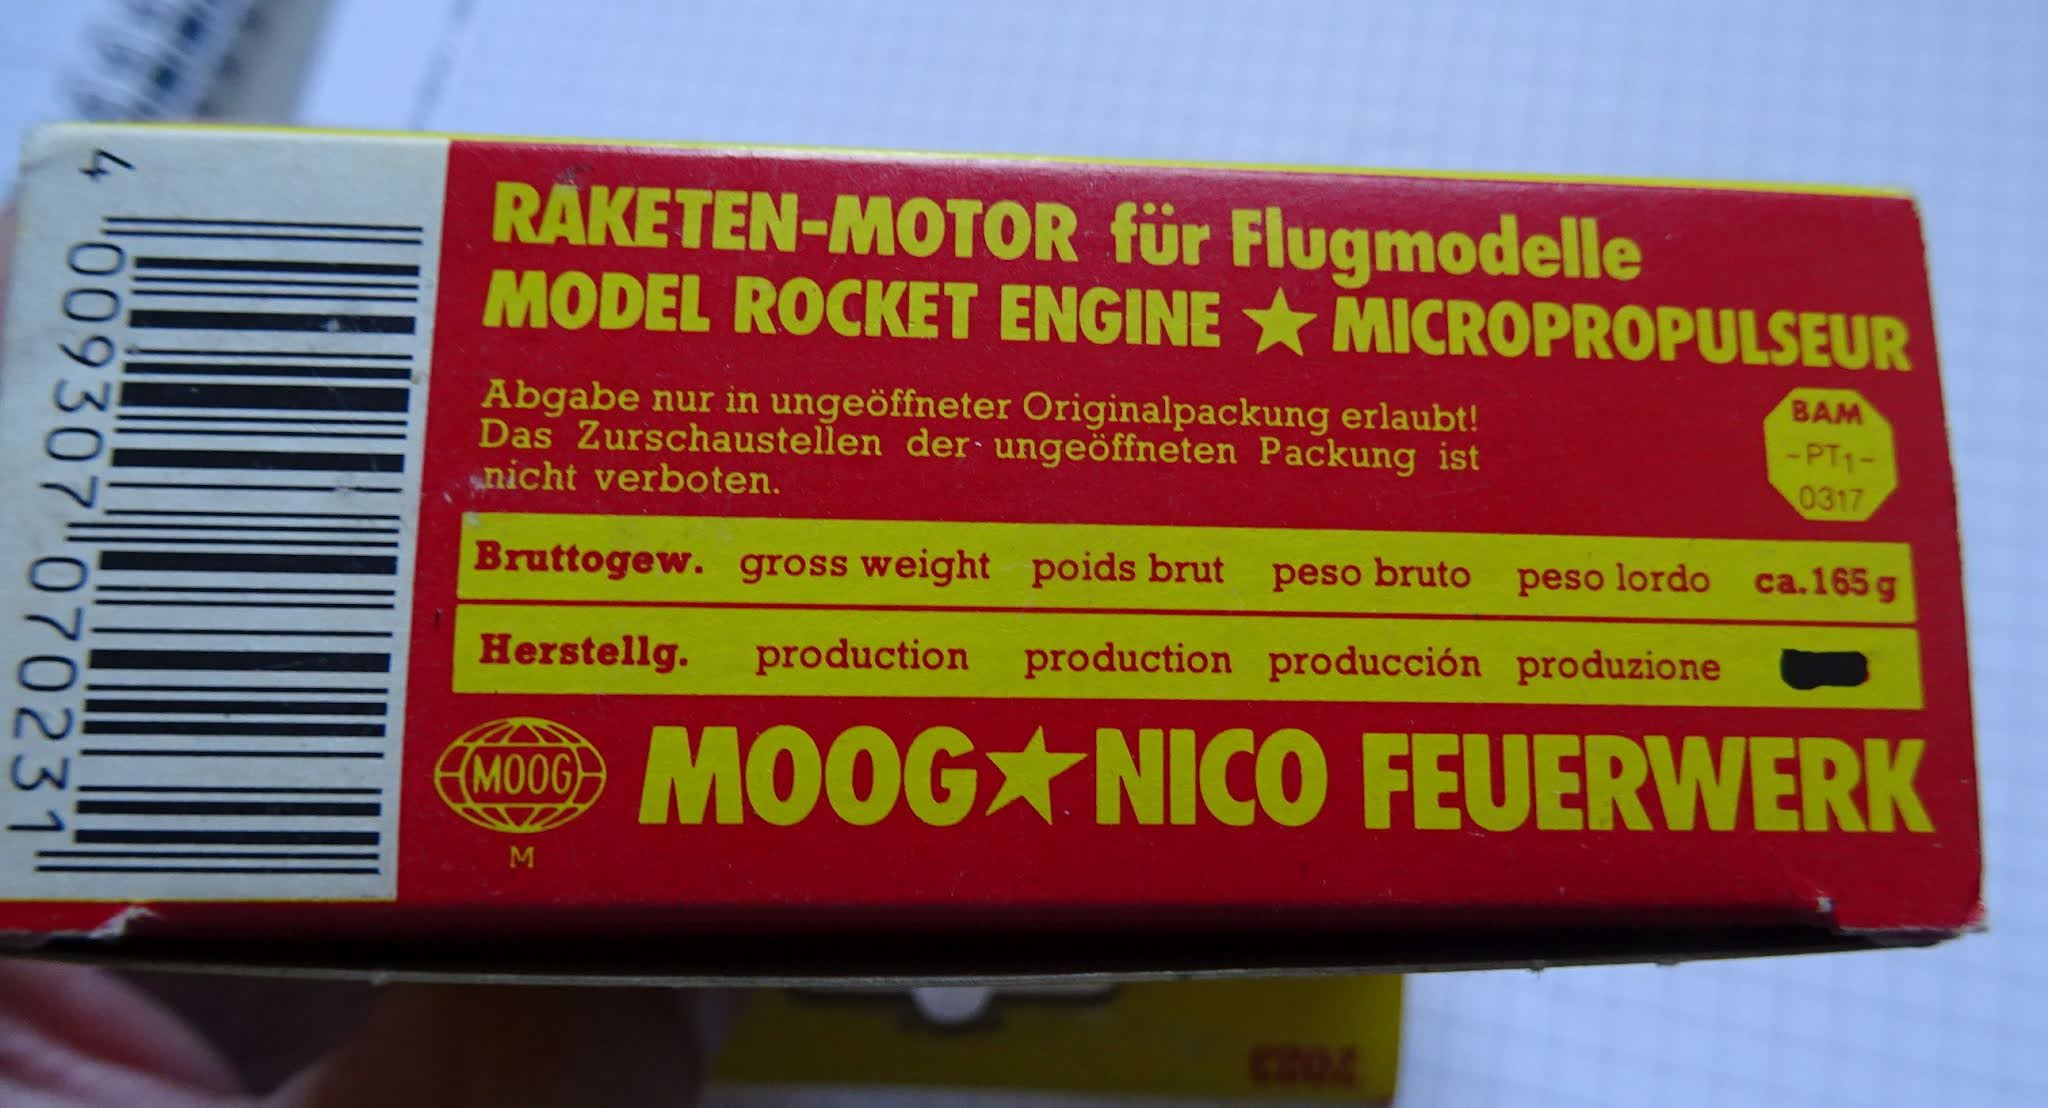 RAKETEN-MOTOR für Flugmodelle
MODEL ROCKET ENGINE ★ MICROPROPULSEUR
Abgabe nur in ungeöffneter Originalpackung erlaubt!
Das Zurschaustellen der ungeöffneten Packung ist
nicht verboten.
BAM
-PT1-
0317
Bruttogew. gross weight poids brut peso bruto peso lordo ca. 165 g
Herstellg. production production producción produzione
MOOG
M
MOOG★NICO FEUERWERK
4 009307 070231
7023